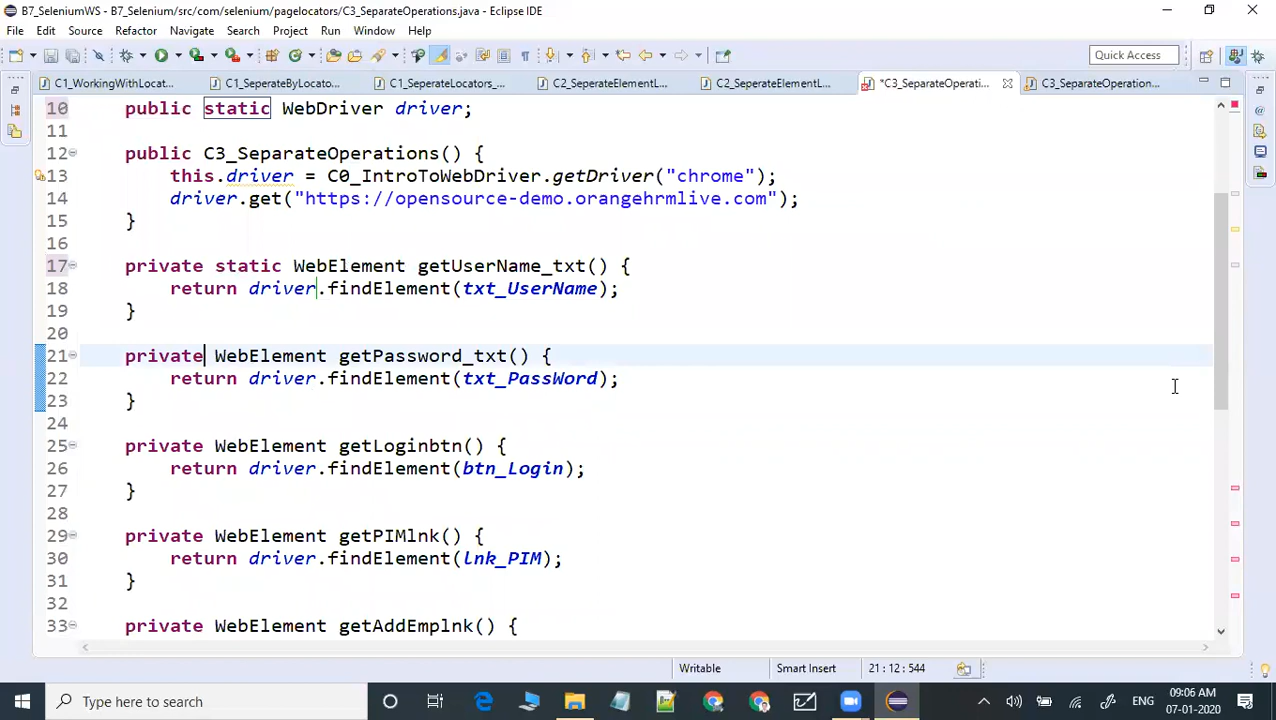 B7_SeleniumWS - B7_Selenium/src/com/selenium/pagelocators/C3_SeparateOperations.java - Eclipse IDE
File Edit Source Refactor Navigate Search Project Run Mylyn Window Help
Quick Access
C1_WorkingWithLocat... C1_SeperateByLocato... C1_SeperateLocators_... C2_SeperateElementL... C2_SeperateElementL... *C3_SeparateOperati... C3_SeparateOperation...
10 public static WebDriver driver;
11
12 public C3_SeparateOperations() {
13 this.driver = C0_IntroToWebDriver.getDriver("chrome");
14 driver.get("https://opensource-demo.orangehrmlive.com");
15 }
16
17 private static WebElement getUserName_txt() {
18 return driver.findElement(txt_UserName);
19 }
20
21 private WebElement getPassword_txt() {
22 return driver.findElement(txt_PassWord);
23 }
24
25 private WebElement getLoginbtn() {
26 return driver.findElement(btn_Login);
27 }
28
29 private WebElement getPIMlnk() {
30 return driver.findElement(lnk_PIM);
31 }
32
33 private WebElement getAddEmplnk() {
Writable Smart Insert 21 : 12 : 544
Type here to search
ENG
09:06 AM
07-01-2020